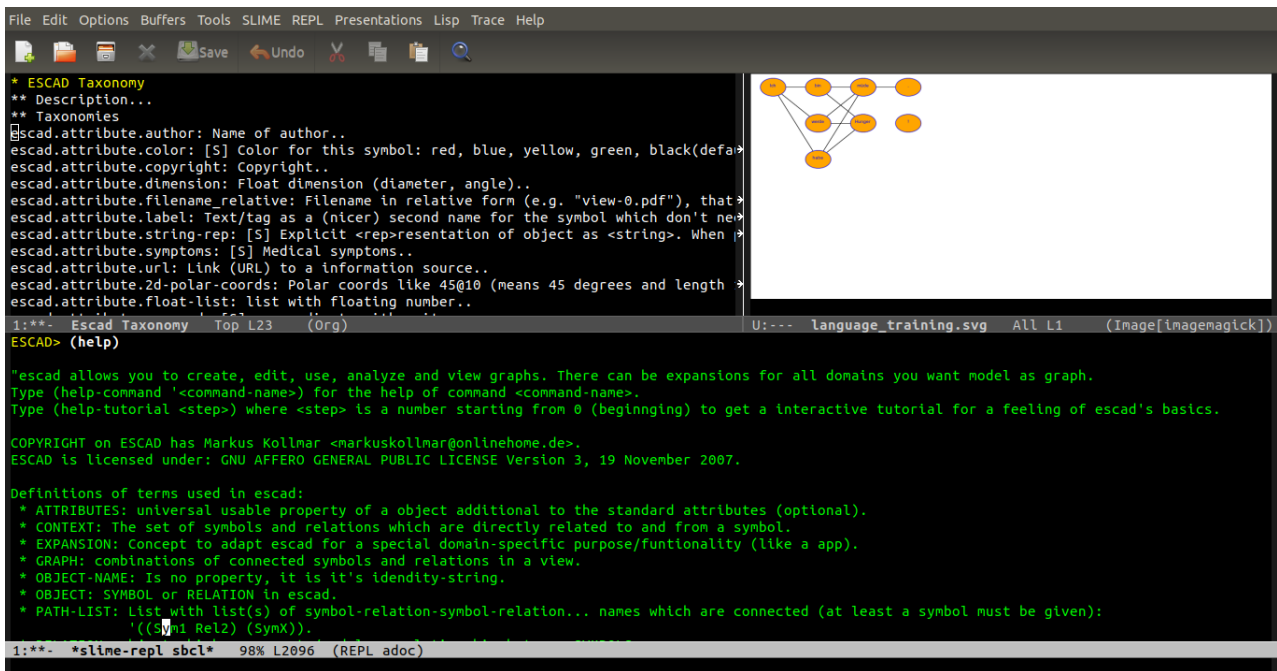 File Edit Options Buffers Tools SLIME REPL Presentations Lisp Trace Help
Save Undo
* ESCAD Taxonomy
** Description...
** Taxonomies
escad.attribute.author: Name of author..
escad.attribute.color: [S] Color for this symbol: red, blue, yellow, green, black(defa
escad.attribute.copyright: Copyright..
escad.attribute.dimension: Float dimension (diameter, angle)..
escad.attribute.filename_relative: Filename in relative form (e.g. "view-0.pdf"), that
escad.attribute.label: Text/tag as a (nicer) second name for the symbol which don't ne
escad.attribute.string-rep: [S] Explicit <rep>resentation of object as <string>. When
escad.attribute.symptoms: [S] Medical symptoms..
escad.attribute.url: Link (URL) to a information source..
escad.attribute.2d-polar-coords: Polar coords like 45@10 (means 45 degrees and length
escad.attribute.float-list: list with floating number..
1:**- Escad Taxonomy Top L23 (Org)
U:--- language_training.svg All L1 (Image[imagemagick])
ESCAD> (help)
"escad allows you to create, edit, use, analyze and view graphs. There can be expansions for all domains you want model as graph.
Type (help-command '<command-name>) for the help of command <command-name>.
Type (help-tutorial <step>) where <step> is a number starting from 0 (beginnging) to get a interactive tutorial for a feeling of escad's basics.
COPYRIGHT on ESCAD has Markus Kollmar <markuskollmar@onlinehome.de>.
ESCAD is licensed under: GNU AFFERO GENERAL PUBLIC LICENSE Version 3, 19 November 2007.
Definitions of terms used in escad:
* ATTRIBUTES: universal usable property of a object additional to the standard attributes (optional).
* CONTEXT: The set of symbols and relations which are directly related to and from a symbol.
* EXPANSION: Concept to adapt escad for a special domain-specific purpose/funtionality (like a app).
* GRAPH: combinations of connected symbols and relations in a view.
* OBJECT-NAME: Is no property, it is it's idendity-string.
* OBJECT: SYMBOL or RELATION in escad.
* PATH-LIST: List with list(s) of symbol-relation-symbol-relation... names which are connected (at least a symbol must be given):
'((Sym1 Rel2) (SymX)).
1:**- *slime-repl sbcl* 98% L2096 (REPL adoc)